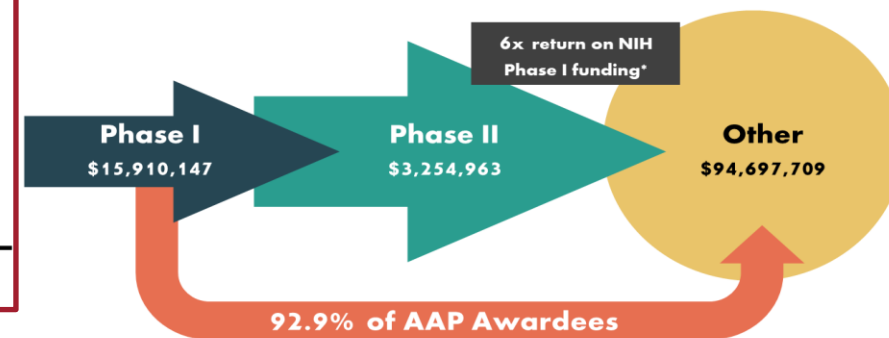 6x return on NIH
Phase I funding*
Phase I
$15,910,147
Phase II
$3,254,963
Other
$94,697,709
92.9% of AAP Awardees